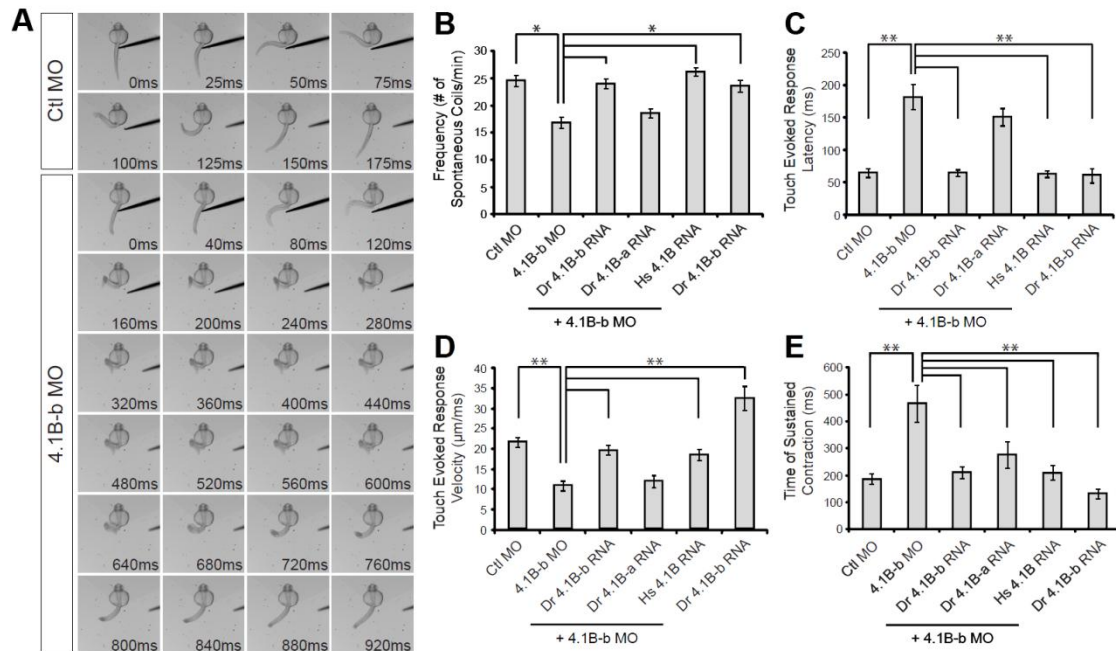 A
Ctl MO
0ms 25ms 50ms 75ms
100ms 125ms 150ms 175ms
4.1B-b MO
0ms 40ms 80ms 120ms
160ms 200ms 240ms 280ms
320ms 360ms 400ms 440ms
480ms 520ms 560ms 600ms
640ms 680ms 720ms 760ms
800ms 840ms 880ms 920ms
B
* *
Frequency (# of
Spontaneous Coils/min)
30
25
20
15
10
5
0
Ctl MO
4.1B-b MO
Dr 4.1B-b RNA
Dr 4.1B-a RNA
Hs 4.1B RNA
Dr 4.1B-b RNA
+ 4.1B-b MO
C
** **
Touch Evoked Response
Latency (ms)
250
200
150
100
50
0
Ctl MO
4.1B-b MO
Dr 4.1B-b RNA
Dr 4.1B-a RNA
Hs 4.1B RNA
Dr 4.1B-b RNA
+ 4.1B-b MO
D
** **
Touch Evoked Response
Velocity (µm/ms)
40
35
30
25
20
15
10
5
0
Ctl MO
4.1B-b MO
Dr 4.1B-b RNA
Dr 4.1B-a RNA
Hs 4.1B RNA
Dr 4.1B-b RNA
+ 4.1B-b MO
E
** **
Time of Sustained
Contraction (ms)
600
500
400
300
200
100
0
Ctl MO
4.1B-b MO
Dr 4.1B-b RNA
Dr 4.1B-a RNA
Hs 4.1B RNA
Dr 4.1B-b RNA
+ 4.1B-b MO